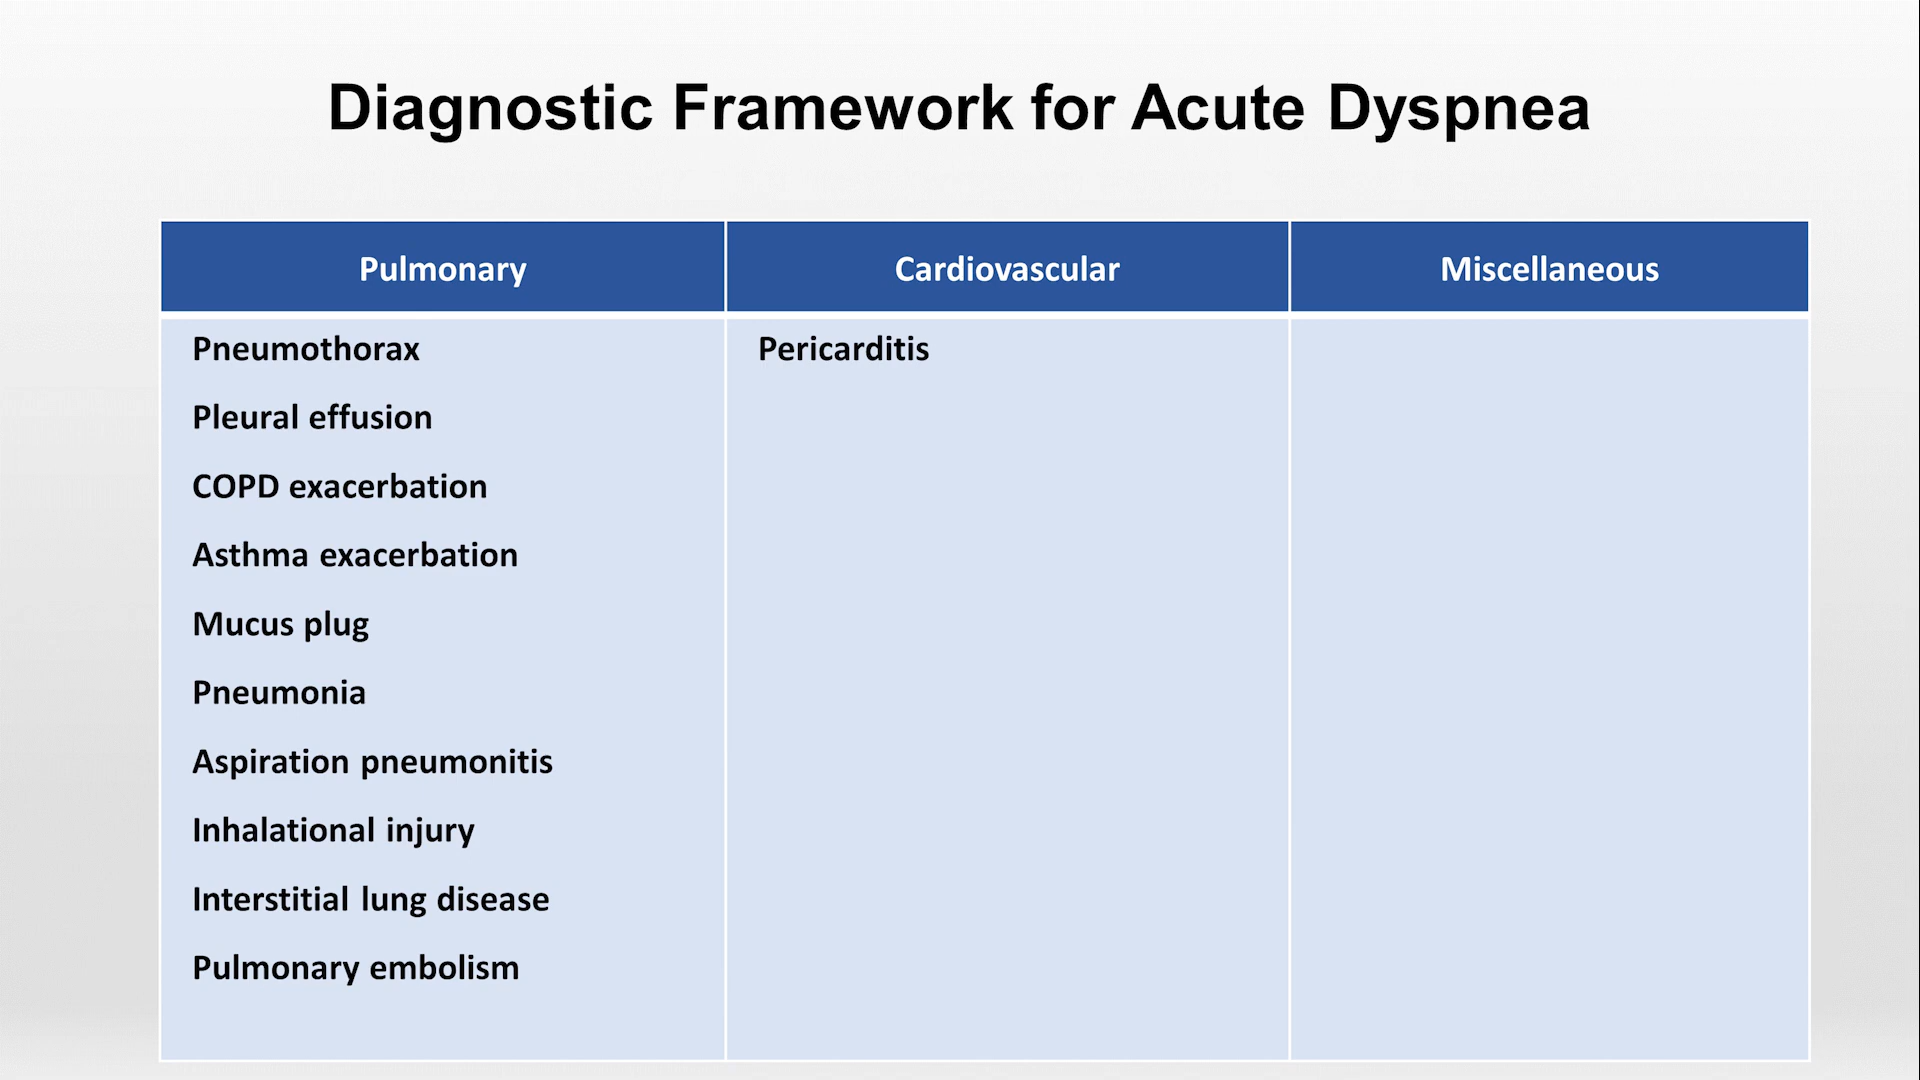 Diagnostic Framework for Acute Dyspnea
Pulmonary
Cardiovascular
Miscellaneous
Pneumothorax
Pleural effusion
COPD exacerbation
Asthma exacerbation
Mucus plug
Pneumonia
Aspiration pneumonitis
Inhalational injury
Interstitial lung disease
Pulmonary embolism
Pericarditis